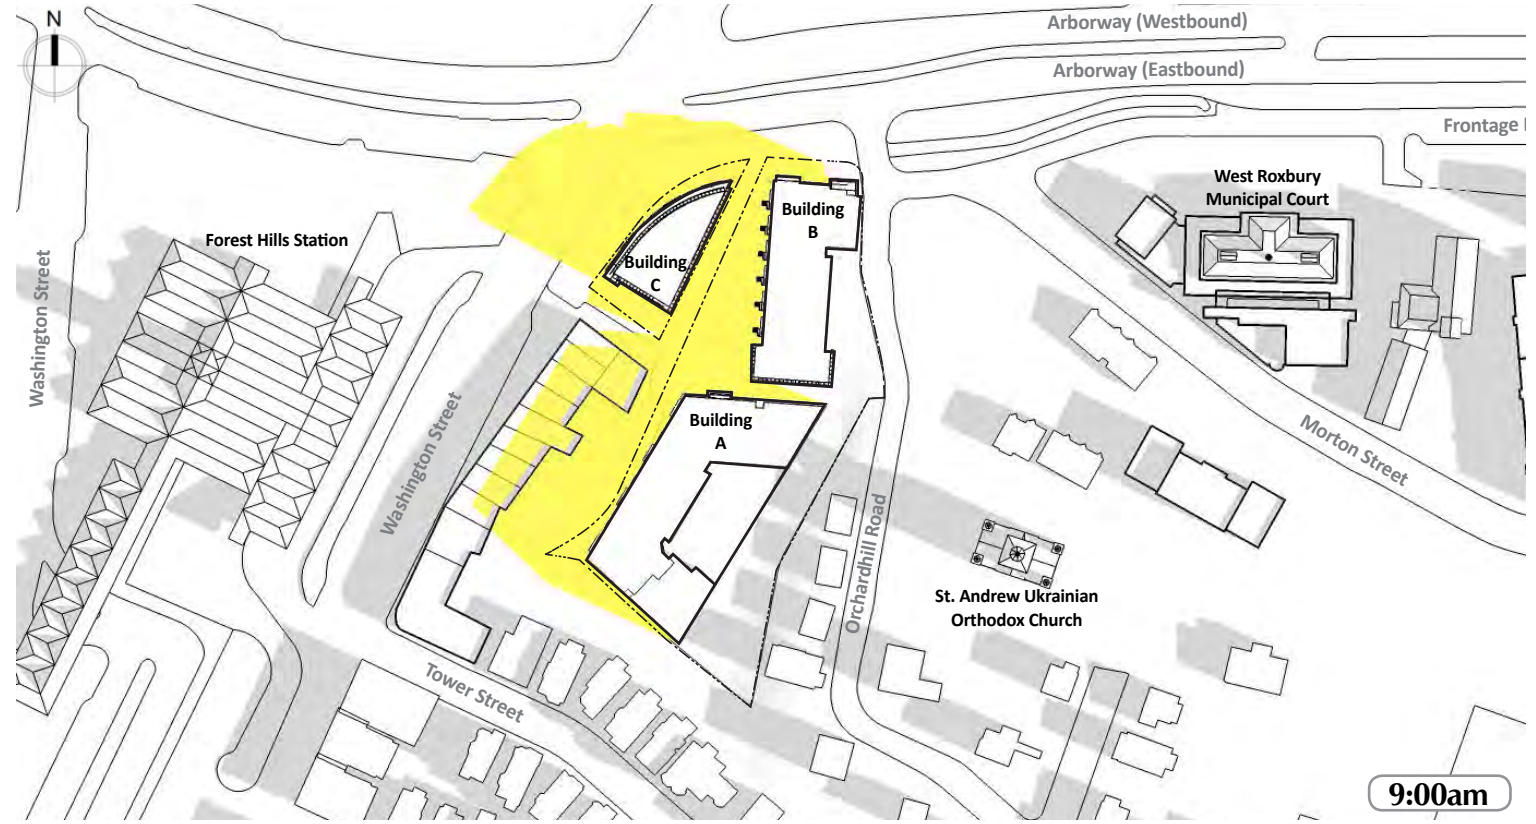 N
Arborway (Westbound)
Arborway (Eastbound)
Frontage
West Roxbury
Municipal Court
Building
B
Forest Hills Station
Building
C
Washington Street
Washington Street
Building
A
Morton Street
Orchardhill Road
St. Andrew Ukrainian
Orthodox Church
Tower Street
9:00am